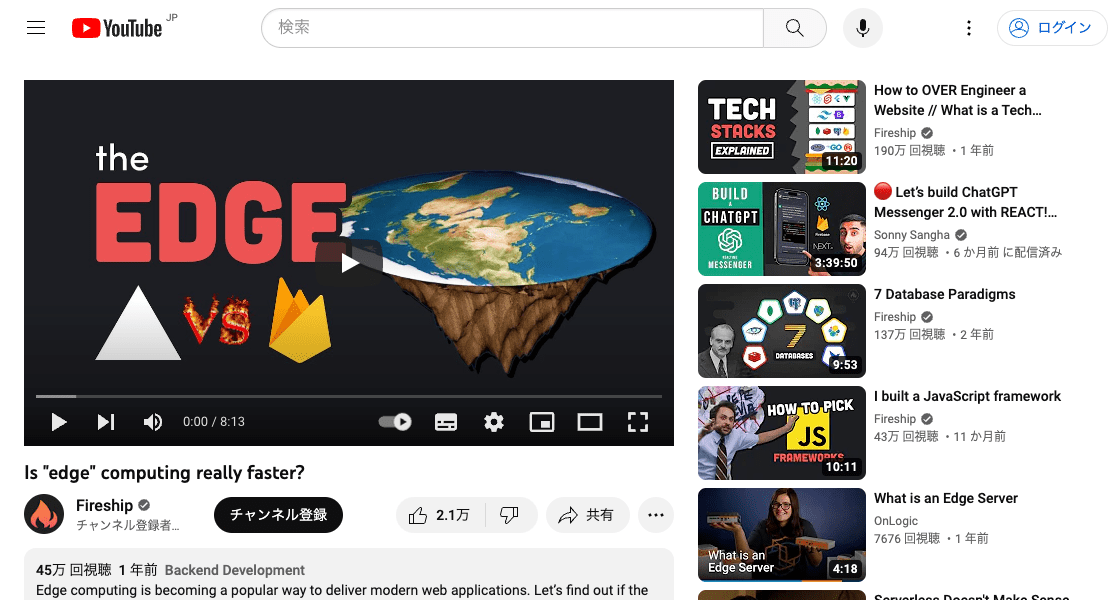 YouTube JP
検索
ログイン
the
EDGE
VS
0:00 / 8:13
Is "edge" computing really faster?
Fireship
チャンネル登録者...
チャンネル登録
2.1万
共有
45万 回視聴 1 年前 Backend Development
Edge computing is becoming a popular way to deliver modern web applications. Let's find out if the
TECH
STACKS
EXPLAINED
11:20
How to OVER Engineer a
Website // What is a Tech…
Fireship
190万 回視聴 ・1 年前
BUILD
A
CHATGPT
REALTIME
MESSENGER
Firebase
NEXT.JS
3:39:50
Let's build ChatGPT
Messenger 2.0 with REACT!…
Sonny Sangha
94万 回視聴 ・6 か月前 に配信済み
7
DATABASES
9:53
7 Database Paradigms
Fireship
137万 回視聴 ・2 年前
HOW TO PICK
JS
FRAMEWORKS
10:11
I built a JavaScript framework
Fireship
43万 回視聴 ・11 か月前
What is an
Edge Server
4:18
What is an Edge Server
OnLogic
7676 回視聴 ・1 年前
Serverless Doesn't Make Sense